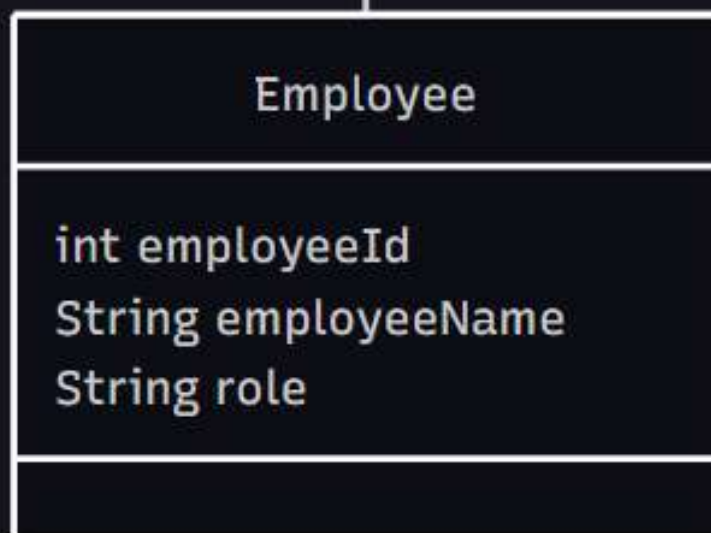 Employee
int employeeId
String employeeName
String role